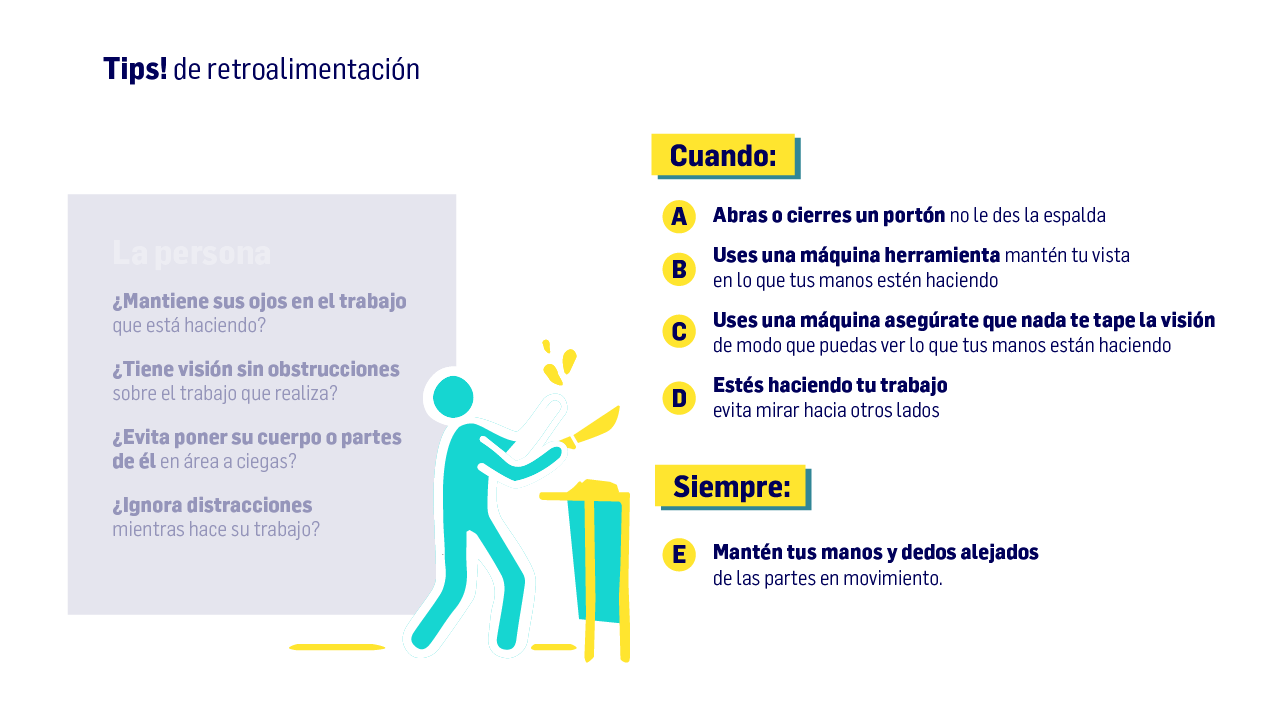 Tips! de retroalimentación
La persona
¿Mantiene sus ojos en el trabajo
que está haciendo?
¿Tiene visión sin obstrucciones
sobre el trabajo que realiza?
¿Evita poner su cuerpo o partes
de él en área a ciegas?
¿Ignora distracciones
mientras hace su trabajo?
Cuando:
A Abras o cierres un portón no le des la espalda
B Uses una máquina herramienta mantén tu vista
en lo que tus manos estén haciendo
C Uses una máquina asegúrate que nada te tape la visión
de modo que puedas ver lo que tus manos están haciendo
D Estés haciendo tu trabajo
evita mirar hacia otros lados
Siempre:
E Mantén tus manos y dedos alejados
de las partes en movimiento.